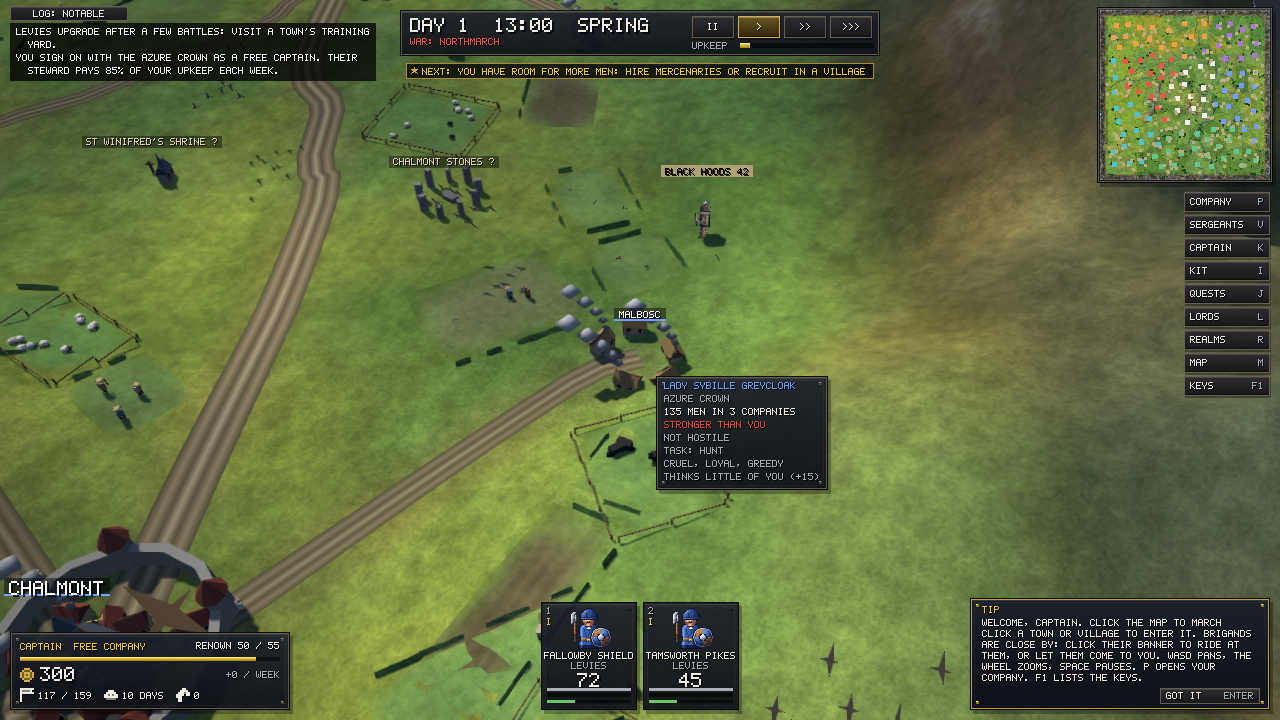 LOG: NOTABLE
LEVIES UPGRADE AFTER A FEW BATTLES: VISIT A TOWN'S TRAINING
YARD.
YOU SIGN ON WITH THE AZURE CROWN AS A FREE CAPTAIN. THEIR
STEWARD PAYS 85% OF YOUR UPKEEP EACH WEEK.
DAY 1 13:00 SPRING
WAR: NORTHMARCH
II > >> >>>
UPKEEP
★NEXT: YOU HAVE ROOM FOR MORE MEN: HIRE MERCENARIES OR RECRUIT IN A VILLAGE
ST WINIFRED'S SHRINE ?
CHALMONT STONES ?
BLACK HOODS 42
MALBOSC
COMPANY P
SERGEANTS V
CAPTAIN K
KIT I
QUESTS J
LORDS L
REALMS R
MAP M
KEYS F1
LADY SYBILLE GREYCLOAK
AZURE CROWN
135 MEN IN 3 COMPANIES
STRONGER THAN YOU
NOT HOSTILE
TASK: HUNT
CRUEL, LOYAL, GREEDY
THINKS LITTLE OF YOU (+15)
CHALMONT
CAPTAIN FREE COMPANY RENOWN 50 / 55
300 +0 / WEEK
117 / 159 10 DAYS 0
1
I
FALLOWBY SHIELD
LEVIES
72
2
I
TAMSWORTH PIKES
LEVIES
45
TIP
WELCOME, CAPTAIN. CLICK THE MAP TO MARCH
CLICK A TOWN OR VILLAGE TO ENTER IT. BRIGANDS
ARE CLOSE BY: CLICK THEIR BANNER TO RIDE AT
THEM, OR LET THEM COME TO YOU. WASD PANS, THE
WHEEL ZOOMS, SPACE PAUSES. P OPENS YOUR
COMPANY. F1 LISTS THE KEYS.
GOT IT ENTER